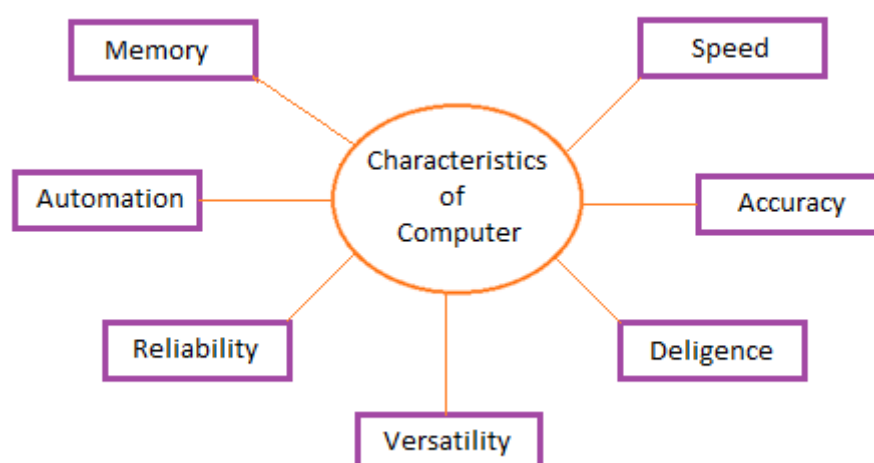 Memory
Speed
Characteristics
of
Computer
Automation
Accuracy
Reliability
Deligence
Versatility